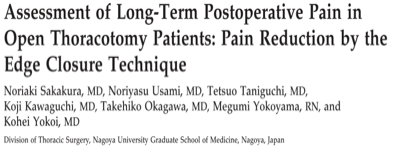 Assessment of Long-Term Postoperative Pain in
Open Thoracotomy Patients: Pain Reduction by the
Edge Closure Technique
Noriaki Sakakura, MD, Noriyasu Usami, MD, Tetsuo Taniguchi, MD,
Koji Kawaguchi, MD, Takehiko Okagawa, MD, Megumi Yokoyama, RN, and
Kohei Yokoi, MD
Division of Thoracic Surgery, Nagoya University Graduate School of Medicine, Nagoya, Japan